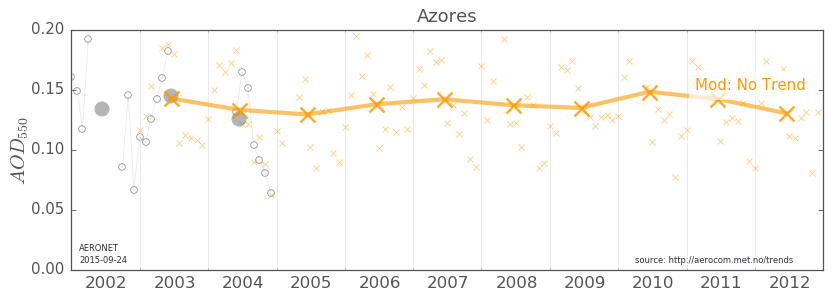 Azores
0.20
0.15
0.10
0.05
0.00
AOD550
Mod: No Trend
AERONET
2015-09-24
source: http://aerocom.met.no/trends
2002 2003 2004 2005 2006 2007 2008 2009 2010 2011 2012